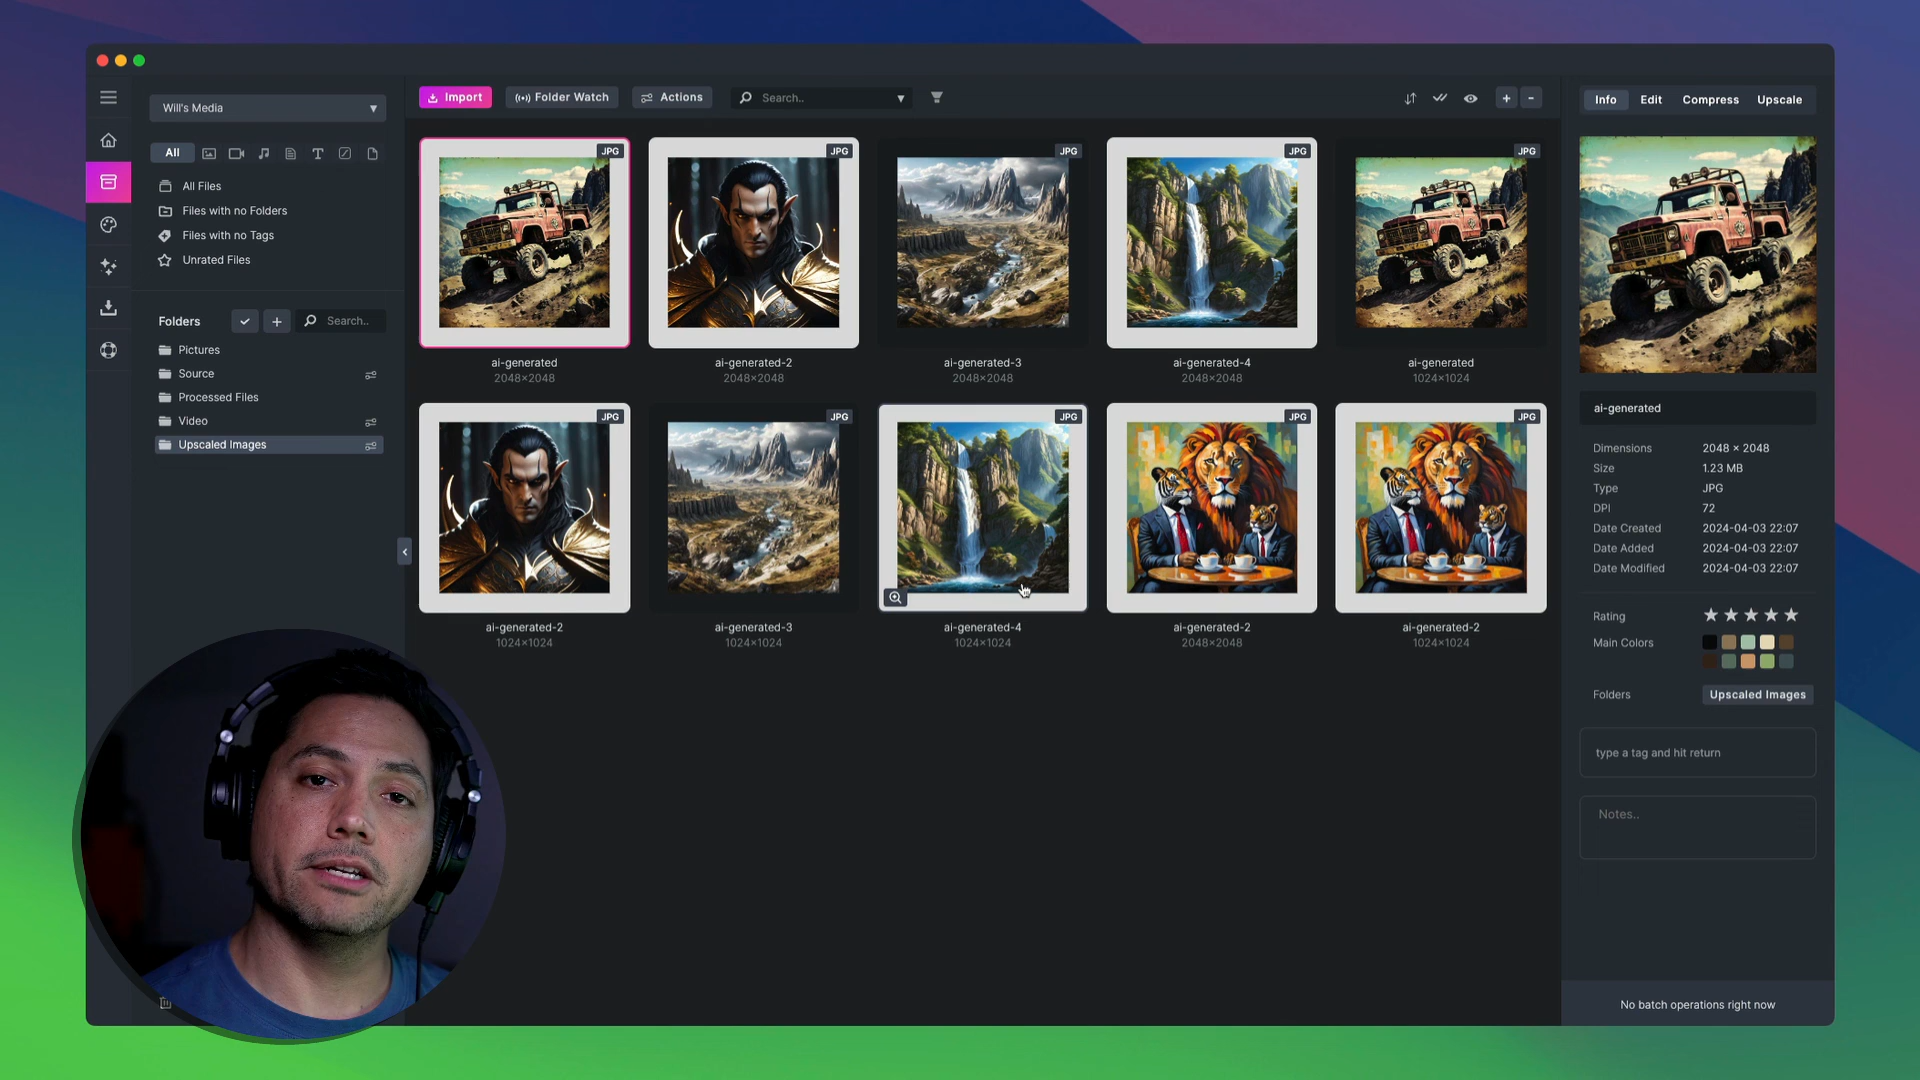 Will's Media
All
All Files
Files with no Folders
Files with no Tags
Unrated Files
Folders
Search..
Pictures
Source
Processed Files
Video
Upscaled Images
Import
Folder Watch
Actions
Search..
JPG
JPG
JPG
JPG
JPG
ai-generated
2048×2048
ai-generated-2
2048×2048
ai-generated-3
2048×2048
ai-generated-4
2048×2048
ai-generated
1024×1024
JPG
JPG
JPG
JPG
JPG
ai-generated-2
1024×1024
ai-generated-3
1024×1024
ai-generated-4
1024×1024
ai-generated-2
2048×2048
ai-generated-2
1024×1024
Info Edit Compress Upscale
ai-generated
Dimensions 2048 × 2048
Size 1.23 MB
Type JPG
DPI 72
Date Created 2024-04-03 22:07
Date Added 2024-04-03 22:07
Date Modified 2024-04-03 22:07
Rating
Main Colors
Folders Upscaled Images
type a tag and hit return
Notes..
No batch operations right now